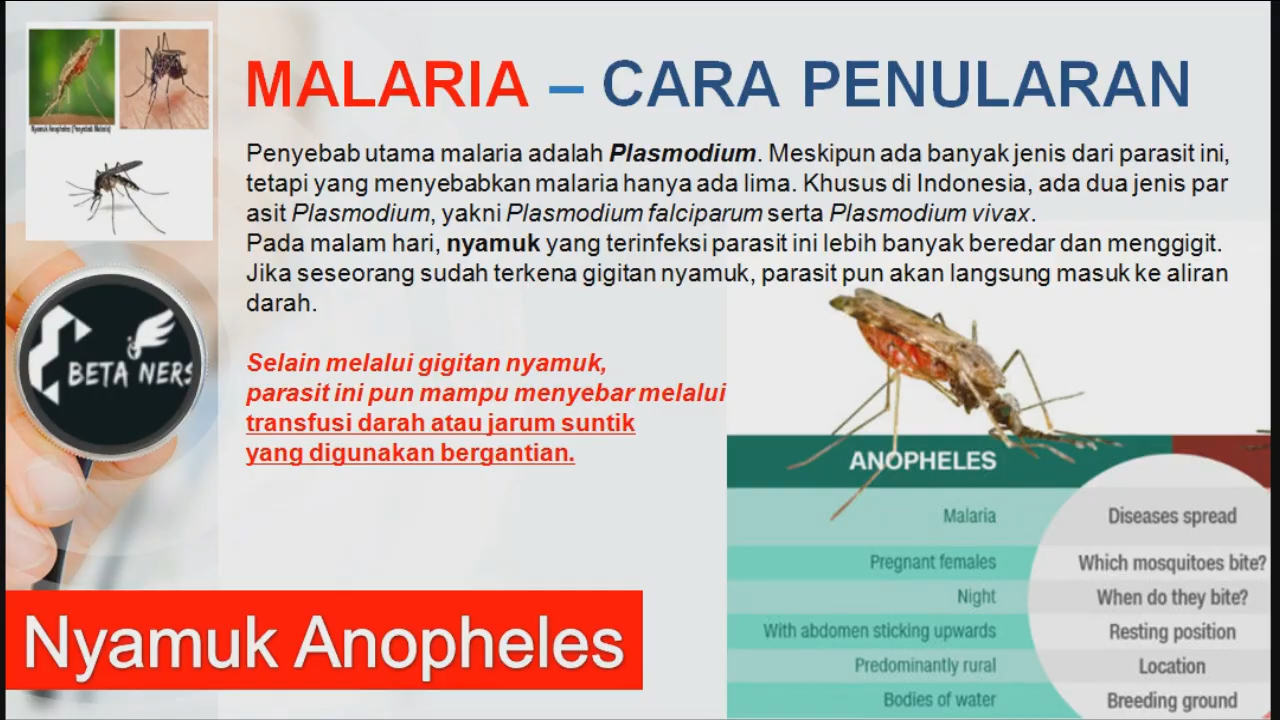 MALARIA – CARA PENULARAN
Nyamuk Anopheles (Penyebab Malaria)
Penyebab utama malaria adalah Plasmodium. Meskipun ada banyak jenis dari parasit ini,
tetapi yang menyebabkan malaria hanya ada lima. Khusus di Indonesia, ada dua jenis par
asit Plasmodium, yakni Plasmodium falciparum serta Plasmodium vivax.
Pada malam hari, nyamuk yang terinfeksi parasit ini lebih banyak beredar dan menggigit.
Jika seseorang sudah terkena gigitan nyamuk, parasit pun akan langsung masuk ke aliran
darah.
Selain melalui gigitan nyamuk,
parasit ini pun mampu menyebar melalui
transfusi darah atau jarum suntik
yang digunakan bergantian.
BETA NERS
ANOPHELES
Malaria Diseases spread
Pregnant females Which mosquitoes bite?
Night When do they bite?
With abdomen sticking upwards Resting position
Predominantly rural Location
Bodies of water Breeding ground
Nyamuk Anopheles